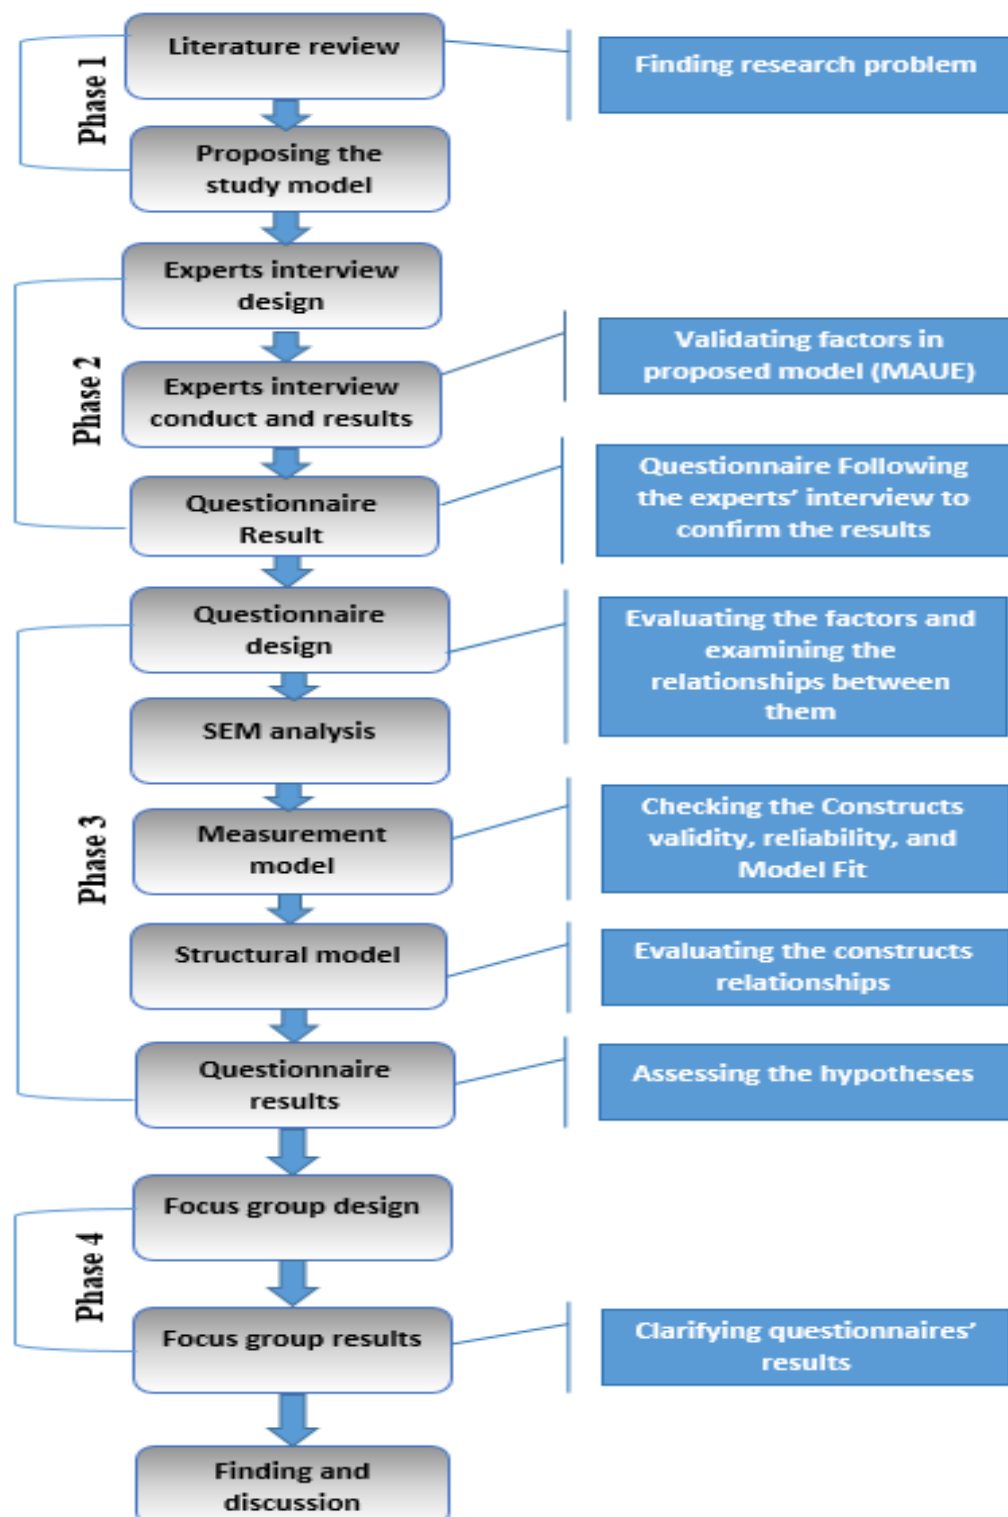 Phase 1
Literature review
Finding research problem
Proposing the
study model
Phase 2
Experts interview
design
Experts interview
conduct and results
Validating factors in
proposed model (MAUE)
Questionnaire
Result
Questionnaire Following
the experts’ interview to
confirm the results
Phase 3
Questionnaire
design
Evaluating the factors and
examining the
relationships between
them
SEM analysis
Measurement
model
Checking the Constructs
validity, reliability, and
Model Fit
Structural model
Evaluating the constructs
relationships
Questionnaire
results
Assessing the hypotheses
Phase 4
Focus group design
Focus group results
Clarifying questionnaires’
results
Finding and
discussion